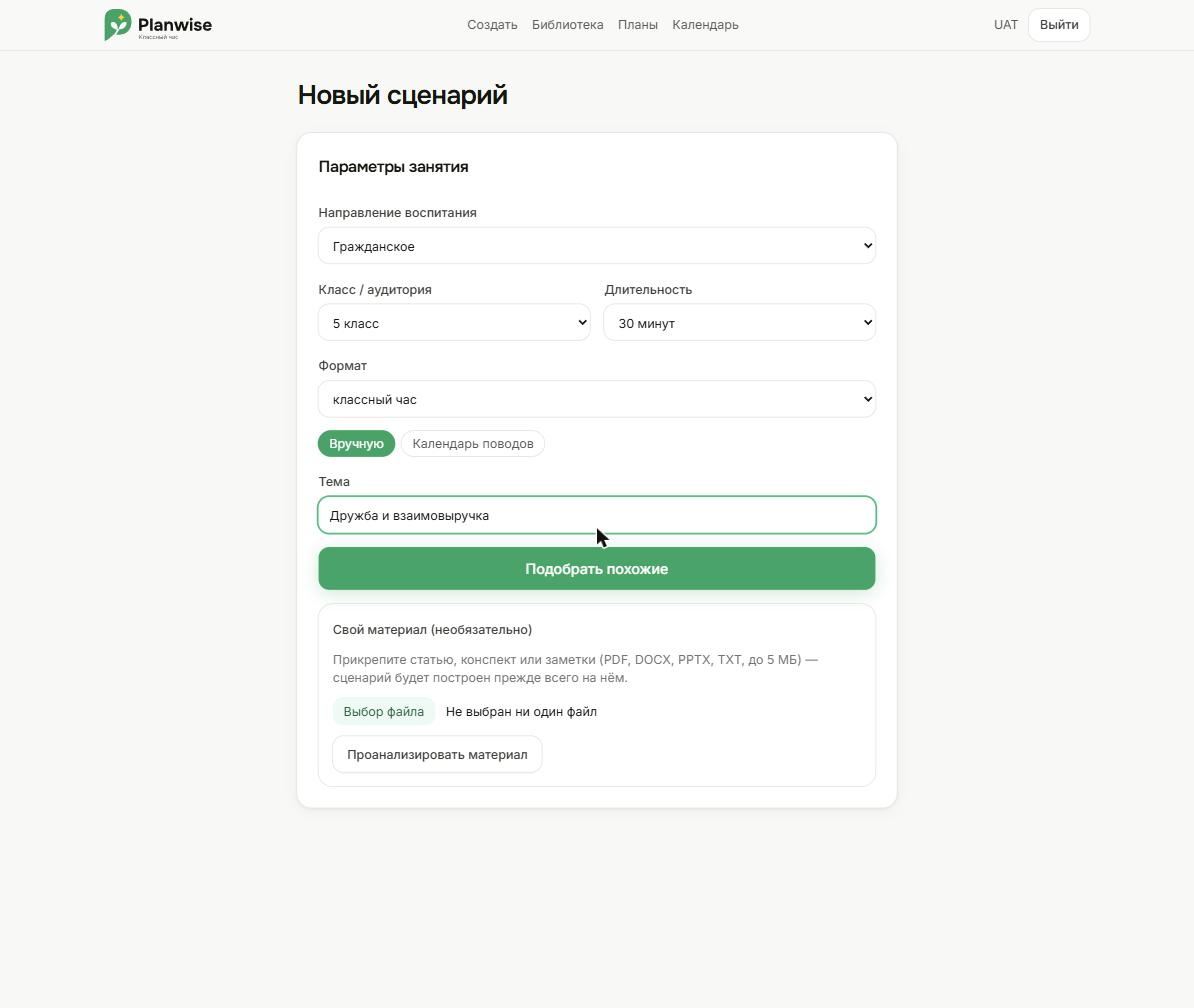 Planwise
Классный час
Создать Библиотека Планы Календарь
UAT Выйти
Новый сценарий
Параметры занятия
Направление воспитания
Гражданское
Класс / аудитория Длительность
5 класс 30 минут
Формат
классный час
Вручную Календарь поводов
Тема
Дружба и взаимовыручка
Подобрать похожие
Свой материал (необязательно)
Прикрепите статью, конспект или заметки (PDF, DOCX, PPTX, TXT, до 5 МБ) —
сценарий будет построен прежде всего на нём.
Выбор файла Не выбран ни один файл
Проанализировать материал